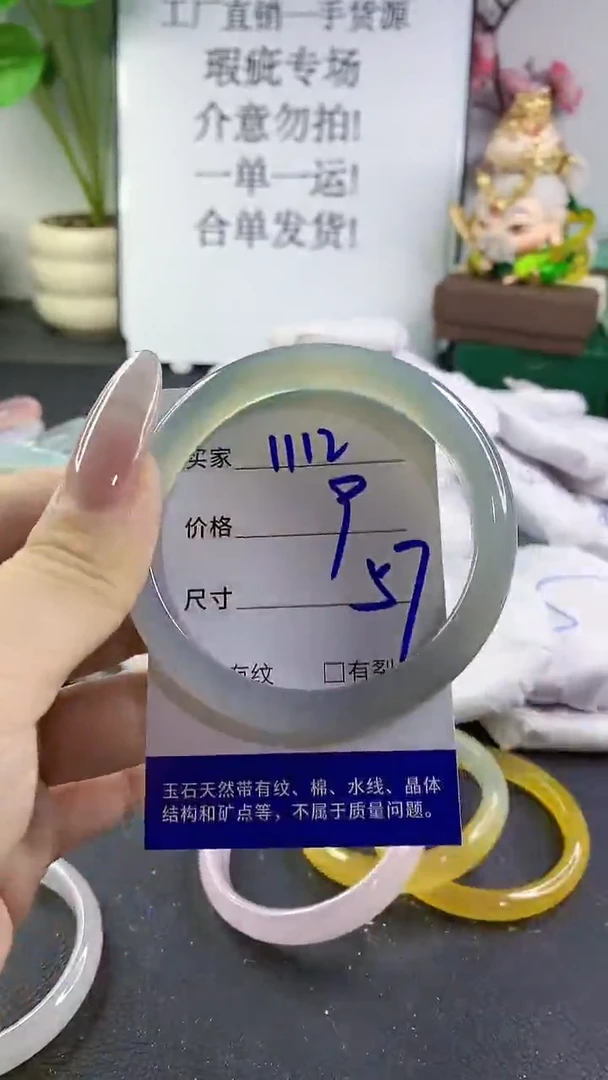 工厂直销一手货源
瑕疵专场
介意勿拍!
一单一运!
合单发货!
买家 1112
号
价格
尺寸 57
有纹 □有裂
玉石天然带有纹、棉、水线、晶体
结构和矿点等，不属于质量问题。